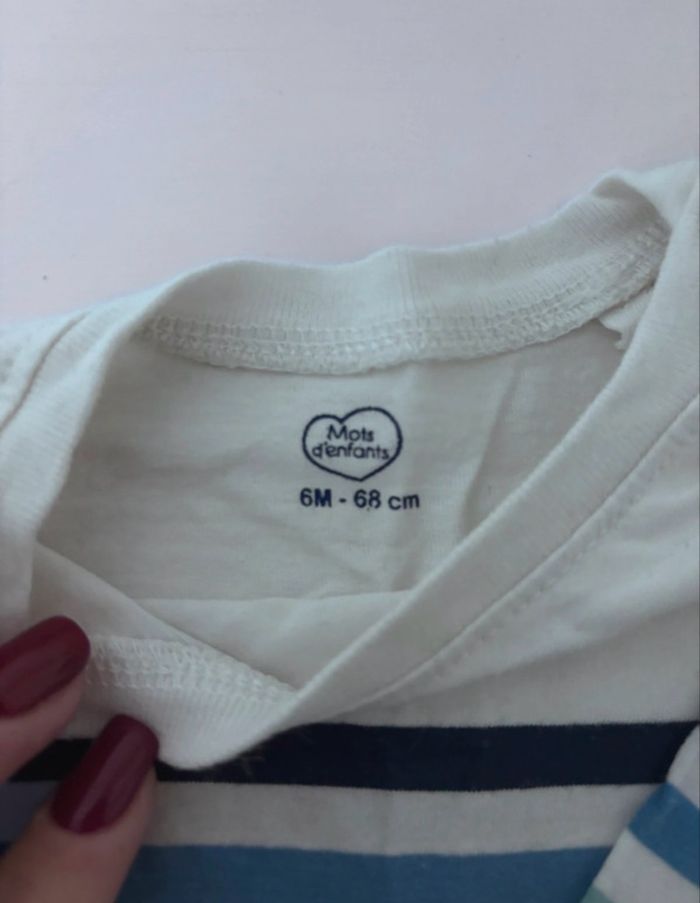 Mots
d'enfants
6M - 68 cm